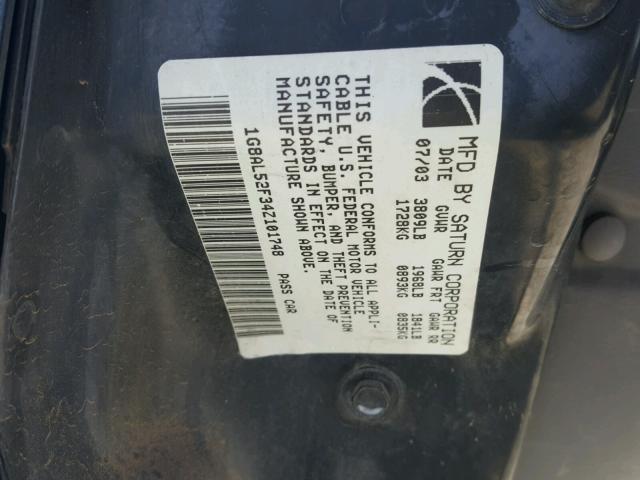 MFD BY SATURN CORPORATION
DATE GVWR GAWR FRT GAWR RR
07/03 3809LB 1968LB 1841LB
1728KG 0893KG 0835KG
THIS VEHICLE CONFORMS TO ALL APPLI-
CABLE U.S. FEDERAL MOTOR VEHICLE
SAFETY, BUMPER, AND THEFT PREVENTION
STANDARDS IN EFFECT ON THE DATE OF
MANUFACTURE SHOWN ABOVE.
1G8AL52F34Z101748 PASS CAR